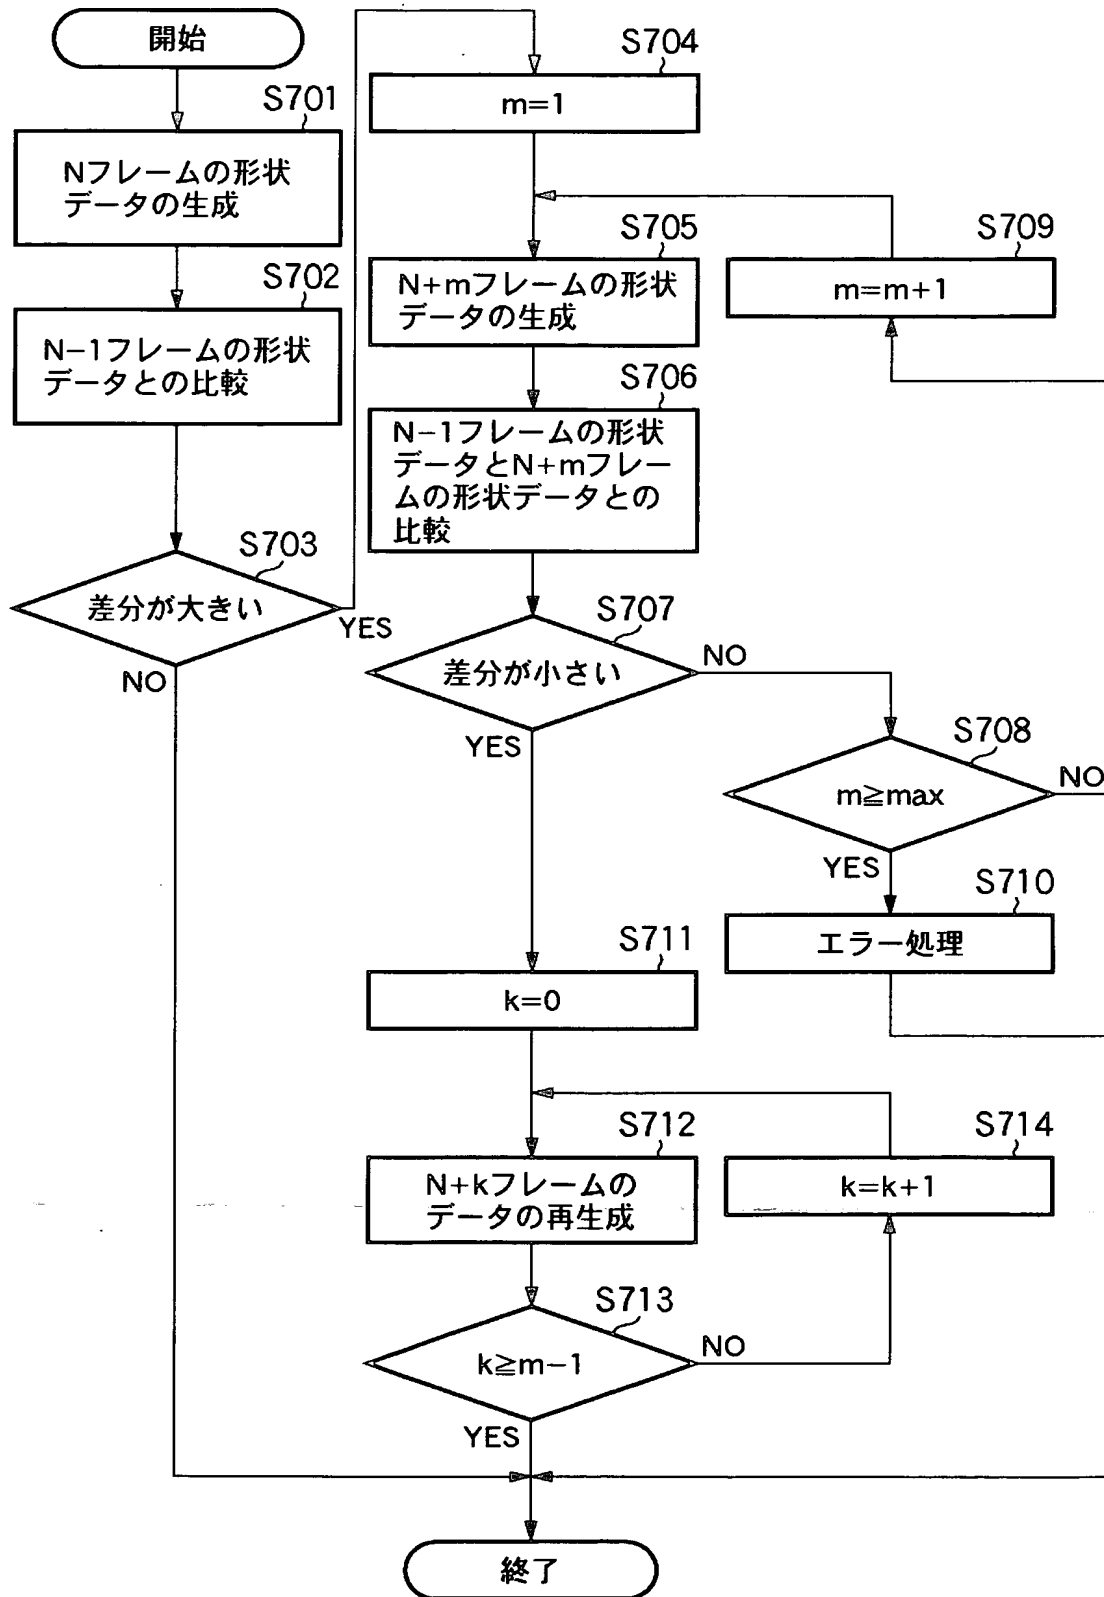 開始
S701
Nフレームの形状
データの生成
S702
N-1フレームの形状
データとの比較
S703
差分が大きい
YES
NO
S704
m=1
S705
N+mフレームの形状
データの生成
S709
m=m+1
S706
N-1フレームの形状
データとN+mフレー
ムの形状データとの
比較
S707
差分が小さい
NO
YES
S708
m≧max
NO
YES
S710
エラー処理
S711
k=0
S712
N+kフレームの
データの再生成
S714
k=k+1
S713
k≧m-1
NO
YES
終了